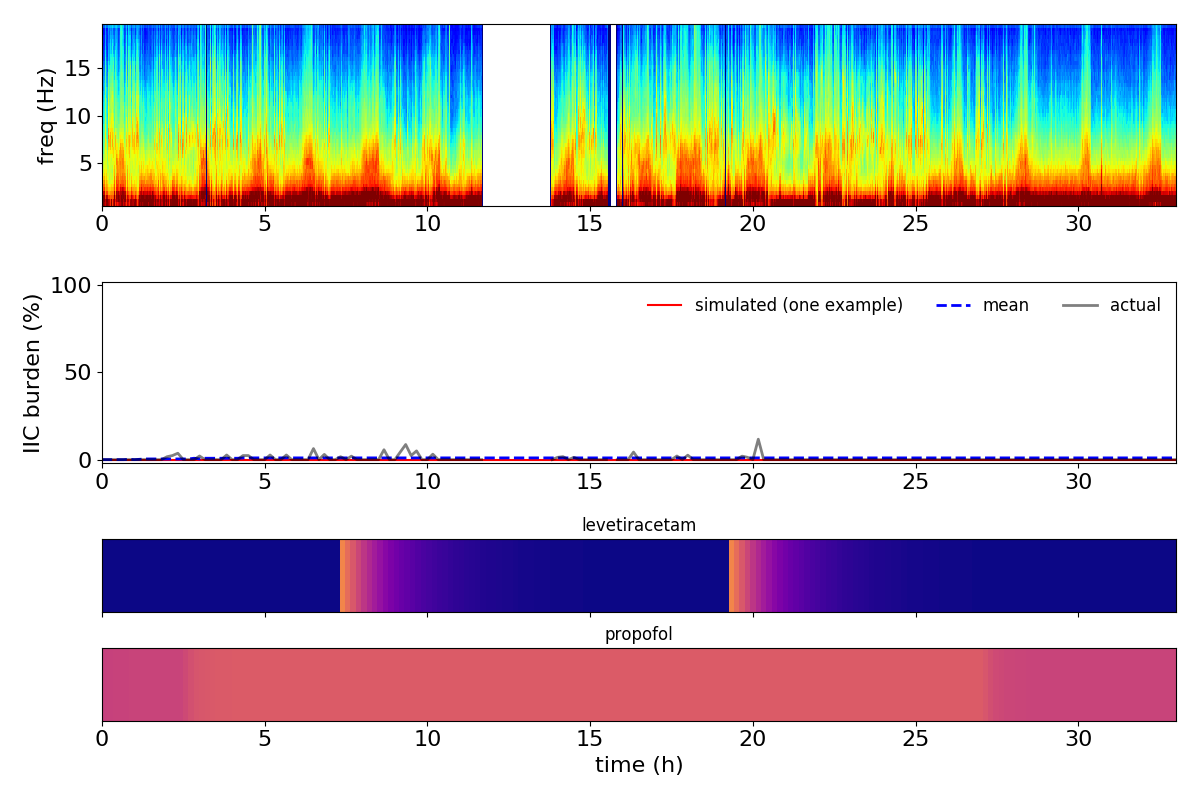 freq (Hz)
15
10
5
0 5 10 15 20 25 30
IIC burden (%)
100
50
0
simulated (one example) mean actual
0 5 10 15 20 25 30
levetiracetam
propofol
0 5 10 15 20 25 30
time (h)